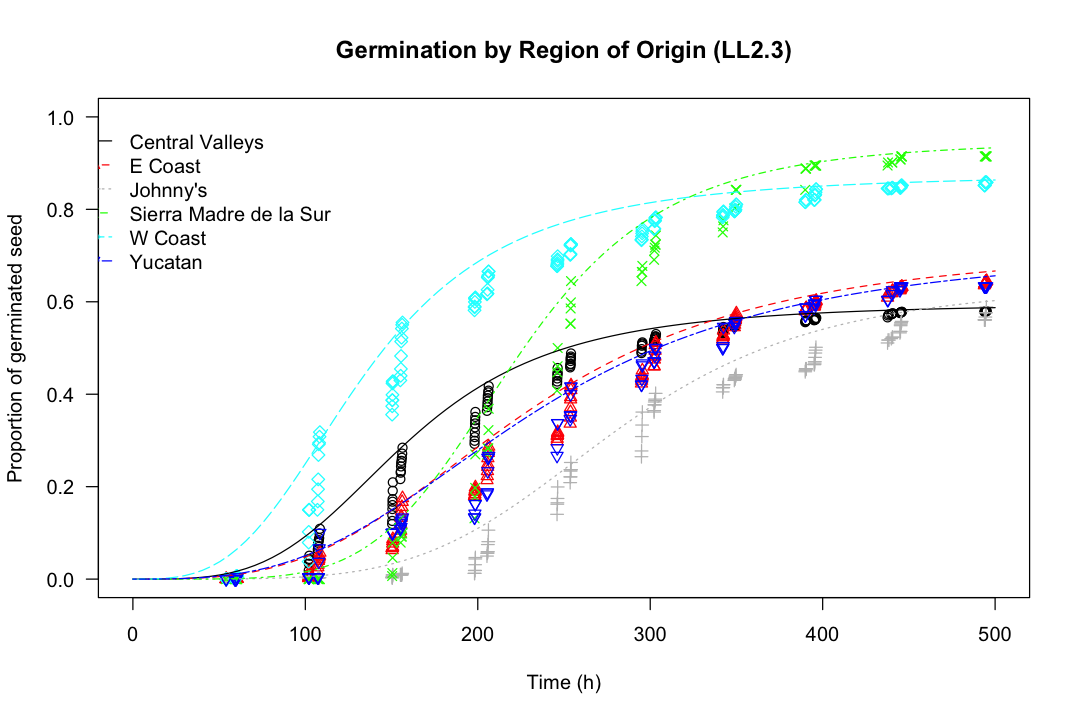 Germination by Region of Origin (LL2.3)
1.0
0.8
0.6
0.4
0.2
0.0
Proportion of germinated seed
Central Valleys
E Coast
Johnny's
Sierra Madre de la Sur
W Coast
Yucatan
0 100 200 300 400 500
Time (h)